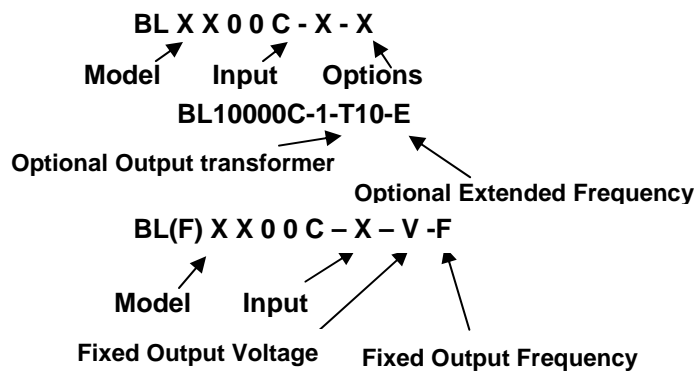 BL X X 0 0 C - X - X
Model Input Options
BL10000C-1-T10-E
Optional Output transformer
Optional Extended Frequency
BL(F) X X 0 0 C – X – V -F
Model Input
Fixed Output Voltage Fixed Output Frequency